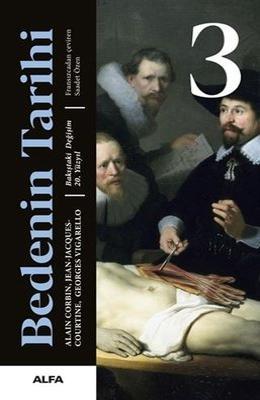 3
Bedenin Tarihi
Fransızcadan çeviren
Saadet Özen
Bakıştaki Değişim
20. Yüzyıl
ALAIN CORBIN, JEAN-JACQUES-
COURTINE, GEORGES VIGARELLO
ALFA